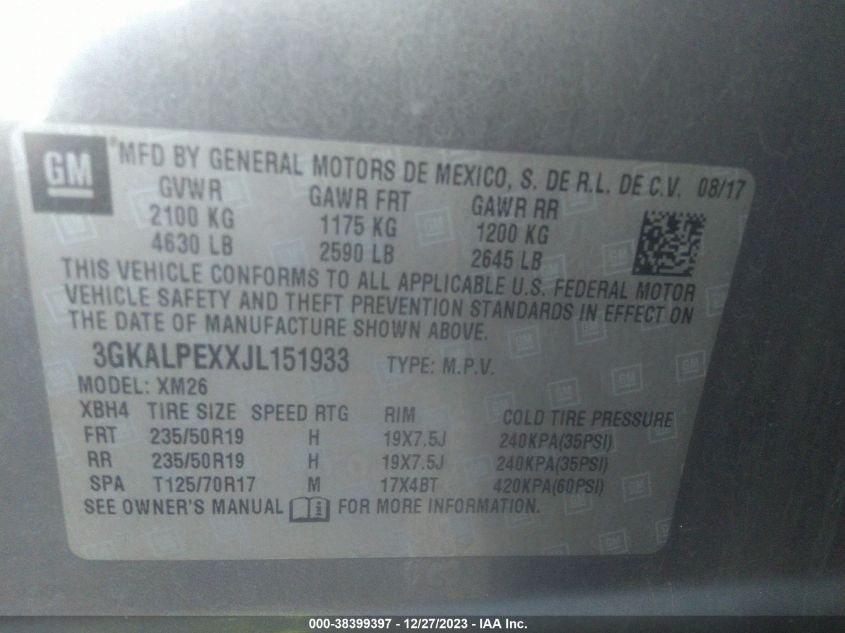 GM
® MFD BY GENERAL MOTORS DE MEXICO, S. DE R.L. DE C.V. 08/17
GVWR GAWR FRT GAWR RR
2100 KG 1175 KG 1200 KG
4630 LB 2590 LB 2645 LB
THIS VEHICLE CONFORMS TO ALL APPLICABLE U.S. FEDERAL MOTOR
VEHICLE SAFETY AND THEFT PREVENTION STANDARDS IN EFFECT ON
THE DATE OF MANUFACTURE SHOWN ABOVE.
3GKALPEXXJL151933 TYPE: M.P.V.
MODEL: XM26
XBH4 TIRE SIZE SPEED RTG RIM COLD TIRE PRESSURE
FRT 235/50R19 H 19X7.5J 240KPA(35PSI)
RR 235/50R19 H 19X7.5J 240KPA(35PSI)
SPA T125/70R17 M 17X4BT 420KPA(60PSI)
SEE OWNER'S MANUAL FOR MORE INFORMATION.
000-38399397 - 12/27/2023 - IAA Inc.